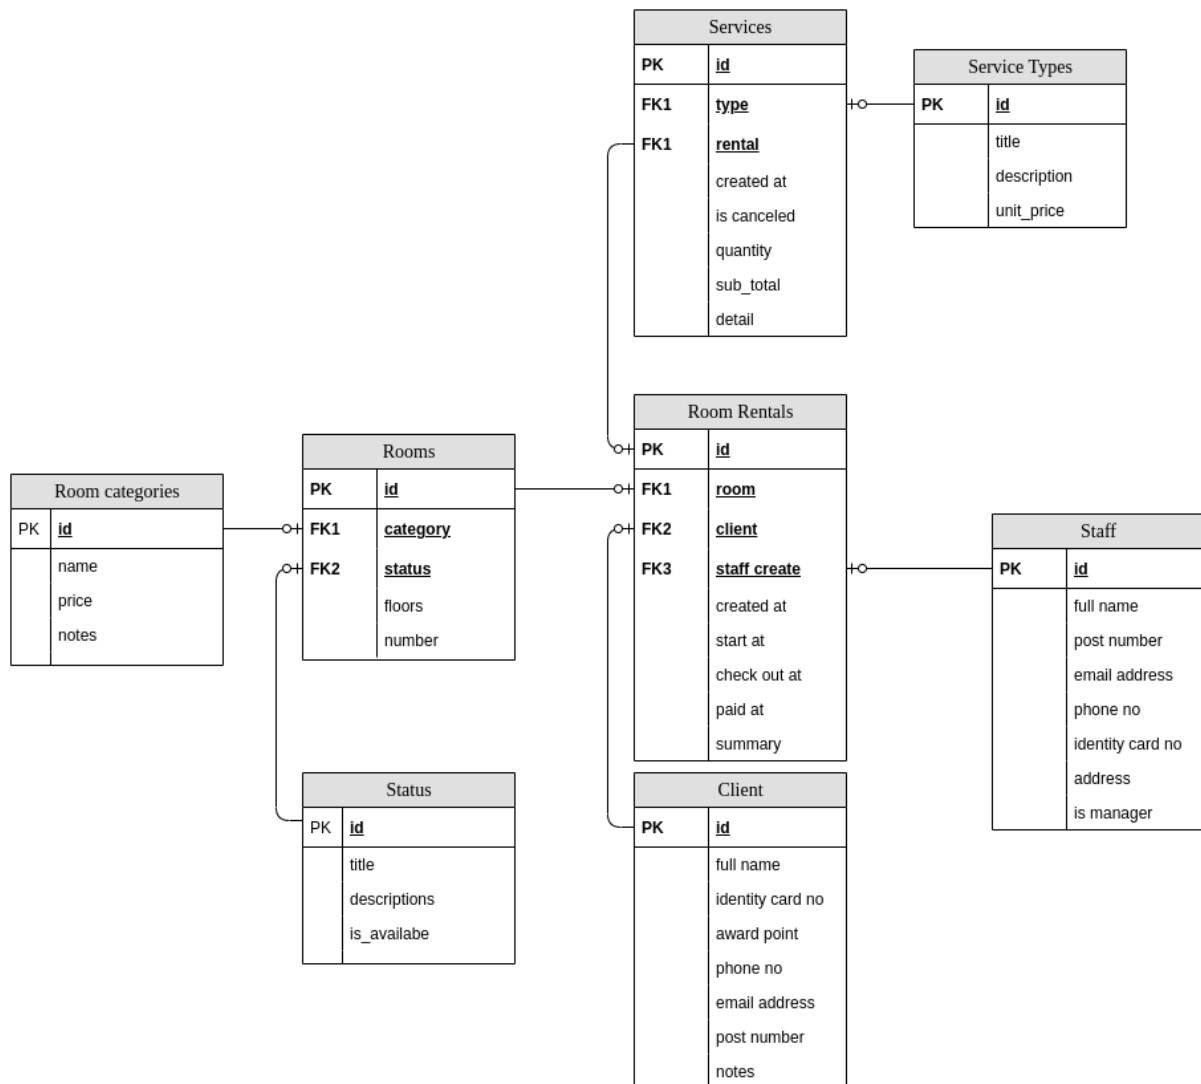 Services
PK id
FK1 type
FK1 rental
created at
is canceled
quantity
sub_total
detail
Service Types
PK id
title
description
unit_price
Room Rentals
PK id
FK1 room
FK2 client
FK3 staff create
created at
start at
check out at
paid at
summary
Rooms
PK id
FK1 category
FK2 status
floors
number
Room categories
PK id
name
price
notes
Staff
PK id
full name
post number
email address
phone no
identity card no
address
is manager
Status
PK id
title
descriptions
is_availabe
Client
PK id
full name
identity card no
award point
phone no
email address
post number
notes